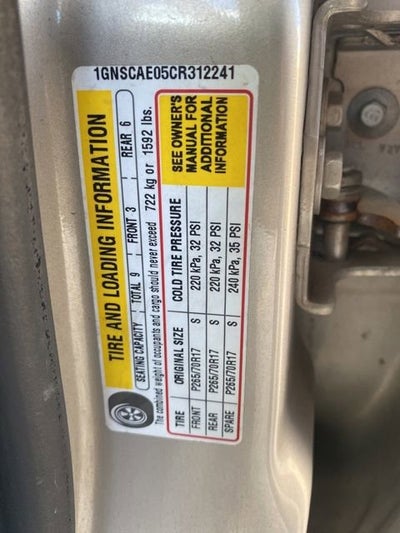 1GNSCAE05CR312241
TIRE AND LOADING INFORMATION
SEATING CAPACITY TOTAL 9 FRONT 3 REAR 6
The combined weight of occupants and cargo should never exceed 722 kg or 1592 lbs.
TIRE ORIGINAL SIZE COLD TIRE PRESSURE
FRONT P265/70R17 S 220 kPa, 32 PSI
REAR P265/70R17 S 220 kPa, 32 PSI
SPARE P265/70R17 S 240 kPa, 35 PSI
SEE OWNER'S
MANUAL FOR
ADDITIONAL
INFORMATION